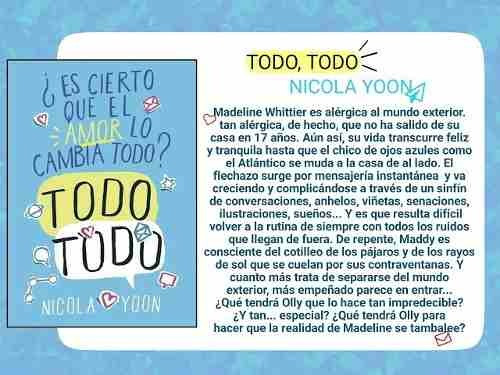 ¿ES CIERTO
QUE EL
AMOR LO
CAMBIA TODO?
TODO
TODO
NICOLA YOON
TODO, TODO
NICOLA YOON
Madeline Whittier es alérgica al mundo exterior.
tan alérgica, de hecho, que no ha salido de su
casa en 17 años. Aún así, su vida transcurre feliz
y tranquila hasta que el chico de ojos azules como
el Atlántico se muda a la casa de al lado. El
flechazo surge por mensajería instantánea y va
creciendo y complicándose a través de un sinfín
de conversaciones, anhelos, viñetas, senaciones,
ilustraciones, sueños... Y es que resulta difícil
volver a la rutina de siempre con todos los ruidos
que llegan de fuera. De repente, Maddy es
consciente del cotilleo de los pájaros y de los rayos
de sol que se cuelan por sus contraventanas. Y
cuanto más trata de separarse del mundo
exterior, más empeñado parece en entrar...
¿Qué tendrá Olly que lo hace tan impredecible?
¿Y tan... especial? ¿Qué tendrá Olly para
hacer que la realidad de Madeline se tambalee?